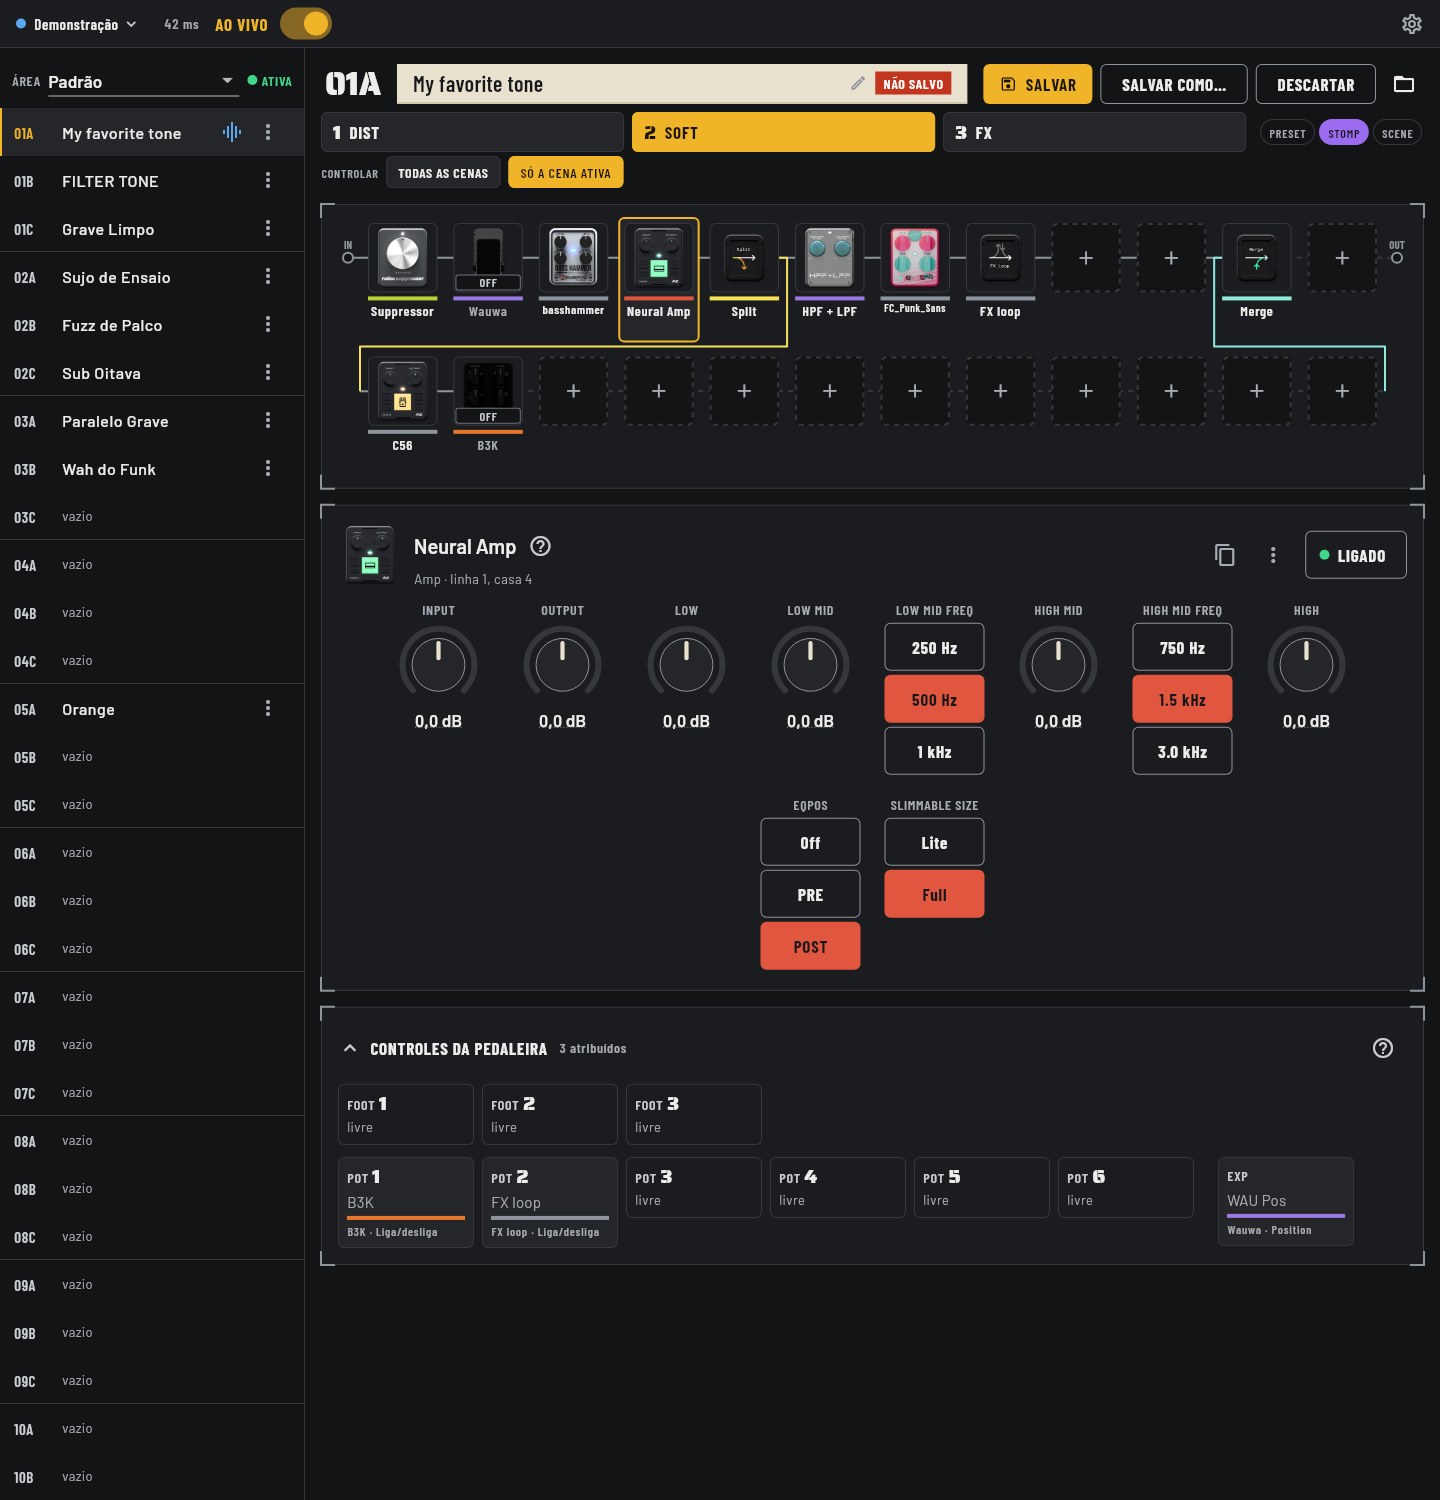 Demonstração
42 ms
AO VIVO
ÁREA Padrão ATIVA
01A My favorite tone
01B FILTER TONE
01C Grave Limpo
02A Sujo de Ensaio
02B Fuzz de Palco
02C Sub Oitava
03A Paralelo Grave
03B Wah do Funk
03C vazio
04A vazio
04B vazio
04C vazio
05A Orange
05B vazio
05C vazio
06A vazio
06B vazio
06C vazio
07A vazio
07B vazio
07C vazio
08A vazio
08B vazio
08C vazio
09A vazio
09B vazio
09C vazio
10A vazio
10B vazio
01A My favorite tone NÃO SALVO SALVAR SALVAR COMO... DESCARTAR
1 DIST 2 SOFT 3 FX PRESET STOMP SCENE
CONTROLAR TODAS AS CENAS SÓ A CENA ATIVA
IN OFF Split HPF+LPF FX Loop Merge OUT
Suppressor Wauwa basshammer Neural Amp Split HPF + LPF FC_Punk_Sans FX loop Merge
OFF
C56 B3K
Neural Amp
Amp · linha 1, casa 4
LIGADO
INPUT OUTPUT LOW LOW MID LOW MID FREQ HIGH MID HIGH MID FREQ HIGH
250 Hz 750 Hz
500 Hz 1.5 kHz
0,0 dB 0,0 dB 0,0 dB 0,0 dB 0,0 dB 0,0 dB
1 kHz 3.0 kHz
EQPOS SLIMMABLE SIZE
Off Lite
PRE Full
POST
CONTROLES DA PEDALEIRA 3 atribuídos
FOOT 1 FOOT 2 FOOT 3
livre livre livre
POT 1 POT 2 POT 3 POT 4 POT 5 POT 6 EXP
B3K FX loop livre livre livre livre WAU Pos
B3K · Liga/desliga FX loop · Liga/desliga Wauwa · Position